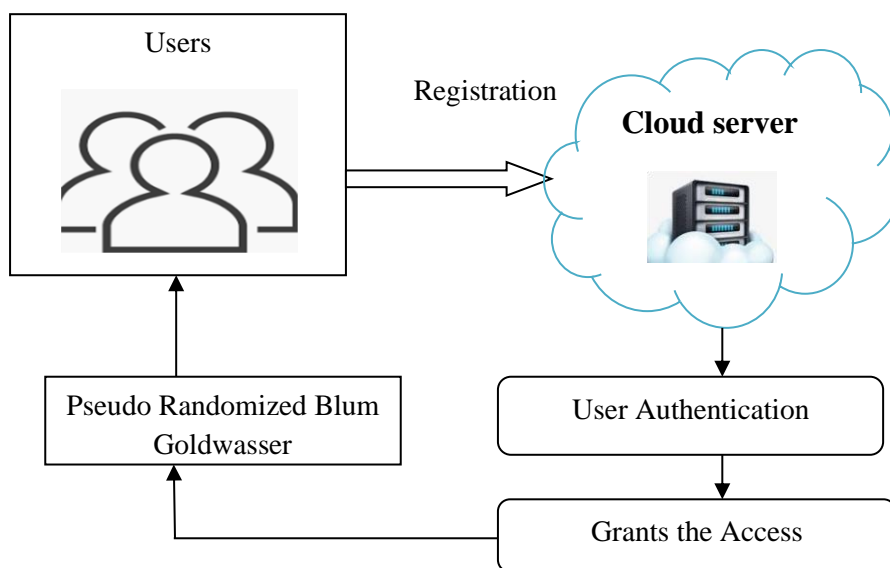 Users
Registration
Cloud server
Pseudo Randomized Blum
Goldwasser
User Authentication
Grants the Access